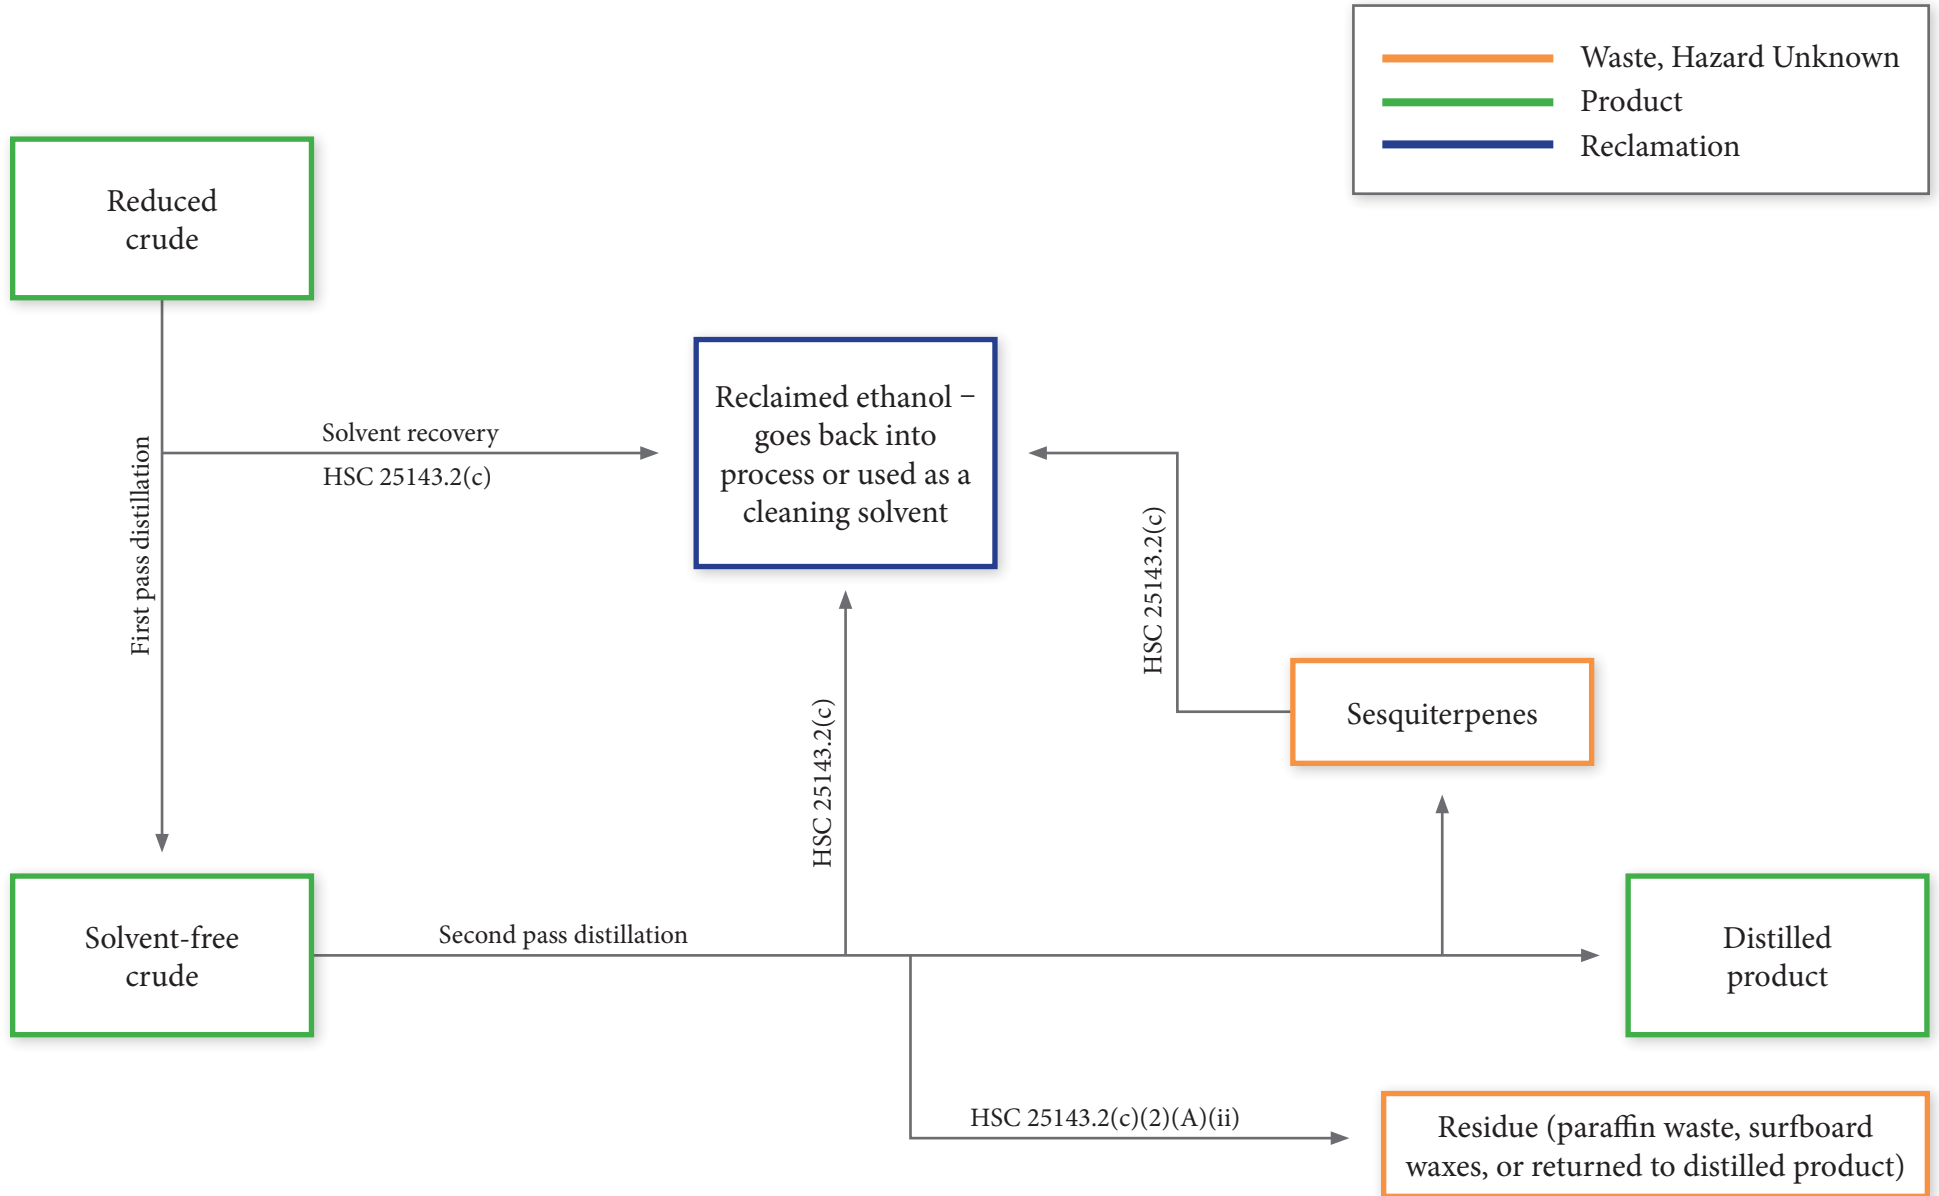 Waste, Hazard Unknown
Product
Reclamation
Reduced
crude
First pass distillation
Solvent recovery
HSC 25143.2(c)
Reclaimed ethanol –
goes back into
process or used as a
cleaning solvent
HSC 25143.2(c)
HSC 25143.2(c)
Sesquiterpenes
Solvent-free
crude
Second pass distillation
Distilled
product
HSC 25143.2(c)(2)(A)(ii)
Residue (paraffin waste, surfboard
waxes, or returned to distilled product)